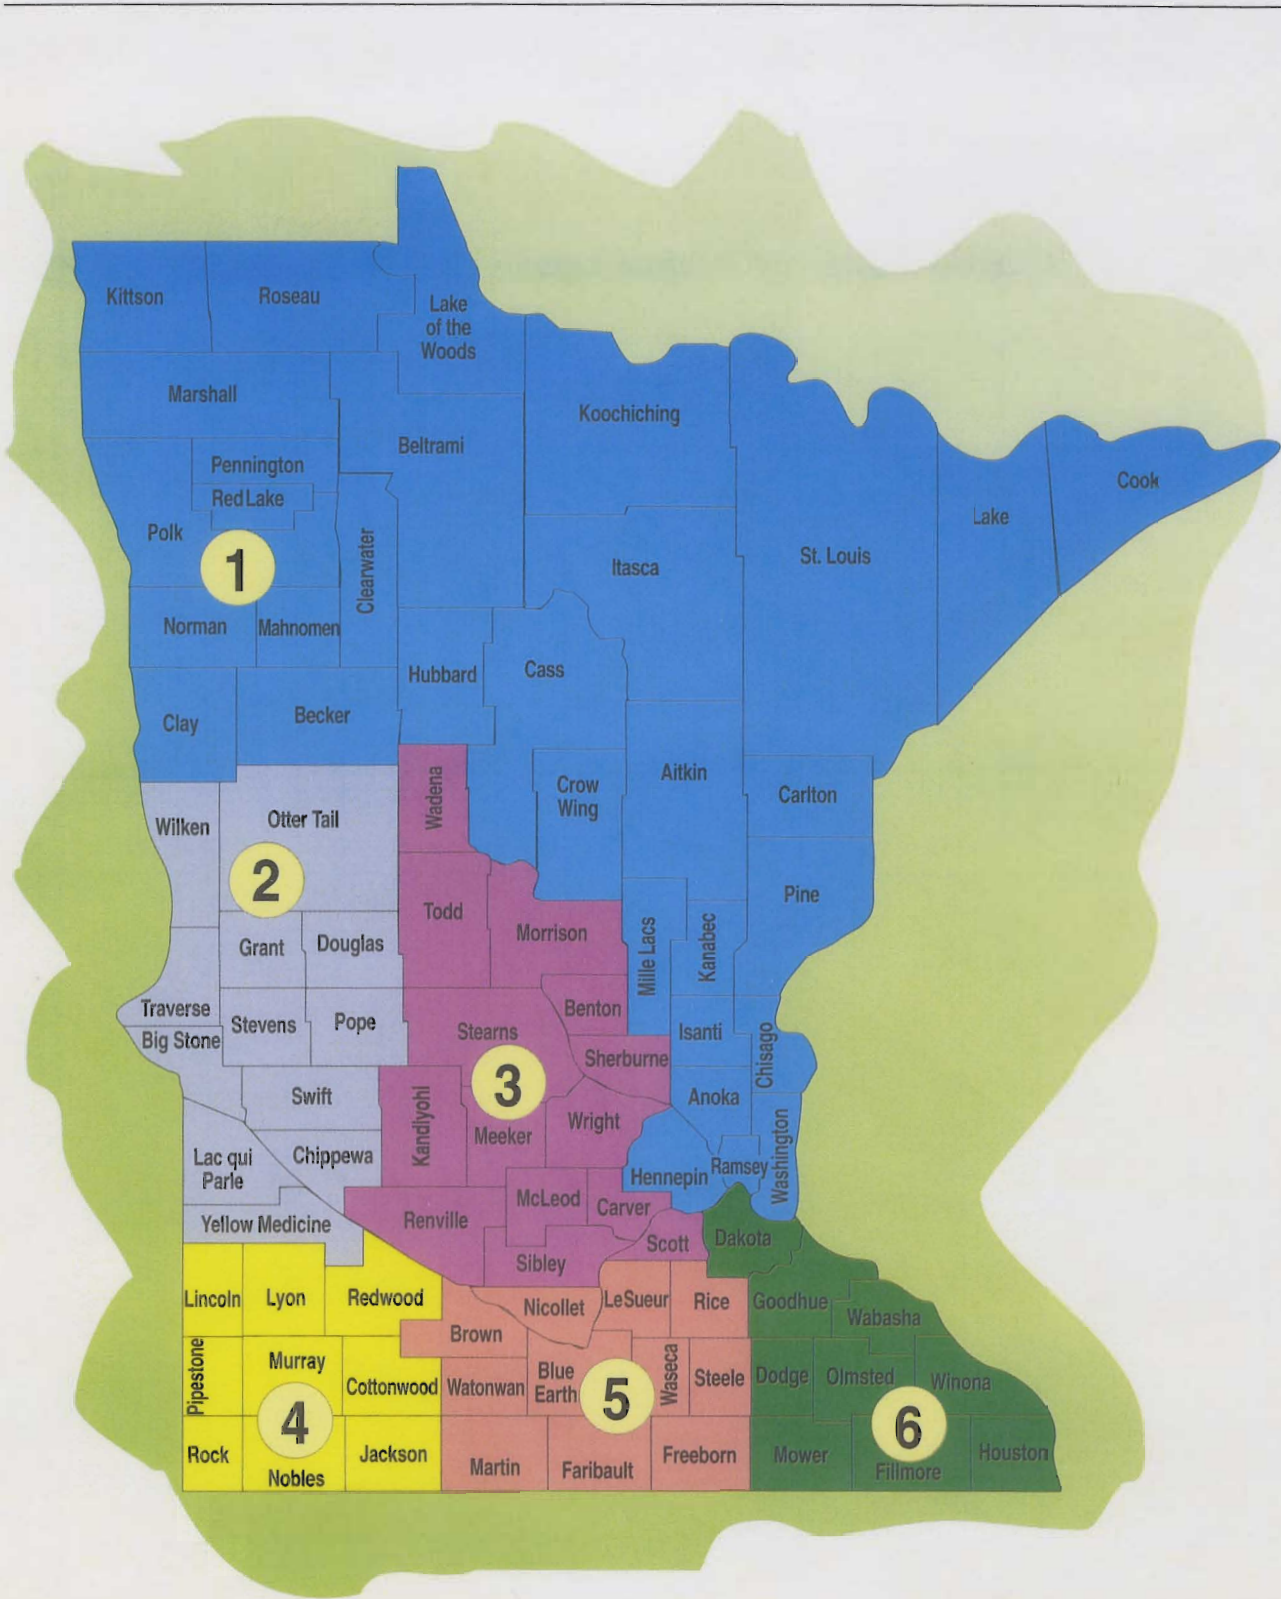 Kittson
Roseau
Lake
of the
Woods
Marshall
Koochiching
Beltrami
Pennington
Red Lake
Cook
Lake
Polk
1
Clearwater
St. Louis
Itasca
Norman
Mahnomen
Hubbard
Cass
Clay
Becker
Wadena
Crow
Wing
Aitkin
Carlton
Wilken
Otter Tail
2
Todd
Morrison
Pine
Mille Lacs
Kanabec
Grant
Douglas
Traverse
Stevens
Pope
Benton
Stearns
Isanti
Chisago
Big Stone
Sherburne
3
Swift
Anoka
Kandiyohi
Meeker
Wright
Washington
Lac qui
Parle
Chippewa
Hennepin
Ramsey
McLeod
Carver
Yellow Medicine
Renville
Scott
Dakota
Sibley
Lincoln
Lyon
Redwood
Nicollet
LeSueur
Rice
Goodhue
Wabasha
Brown
Pipestone
Murray
Cottonwood
Watonwan
Blue
Earth
5
Waseca
Steele
Dodge
Olmsted
Winona
4
6
Rock
Nobles
Jackson
Martin
Faribault
Freeborn
Mower
Fillmore
Houston